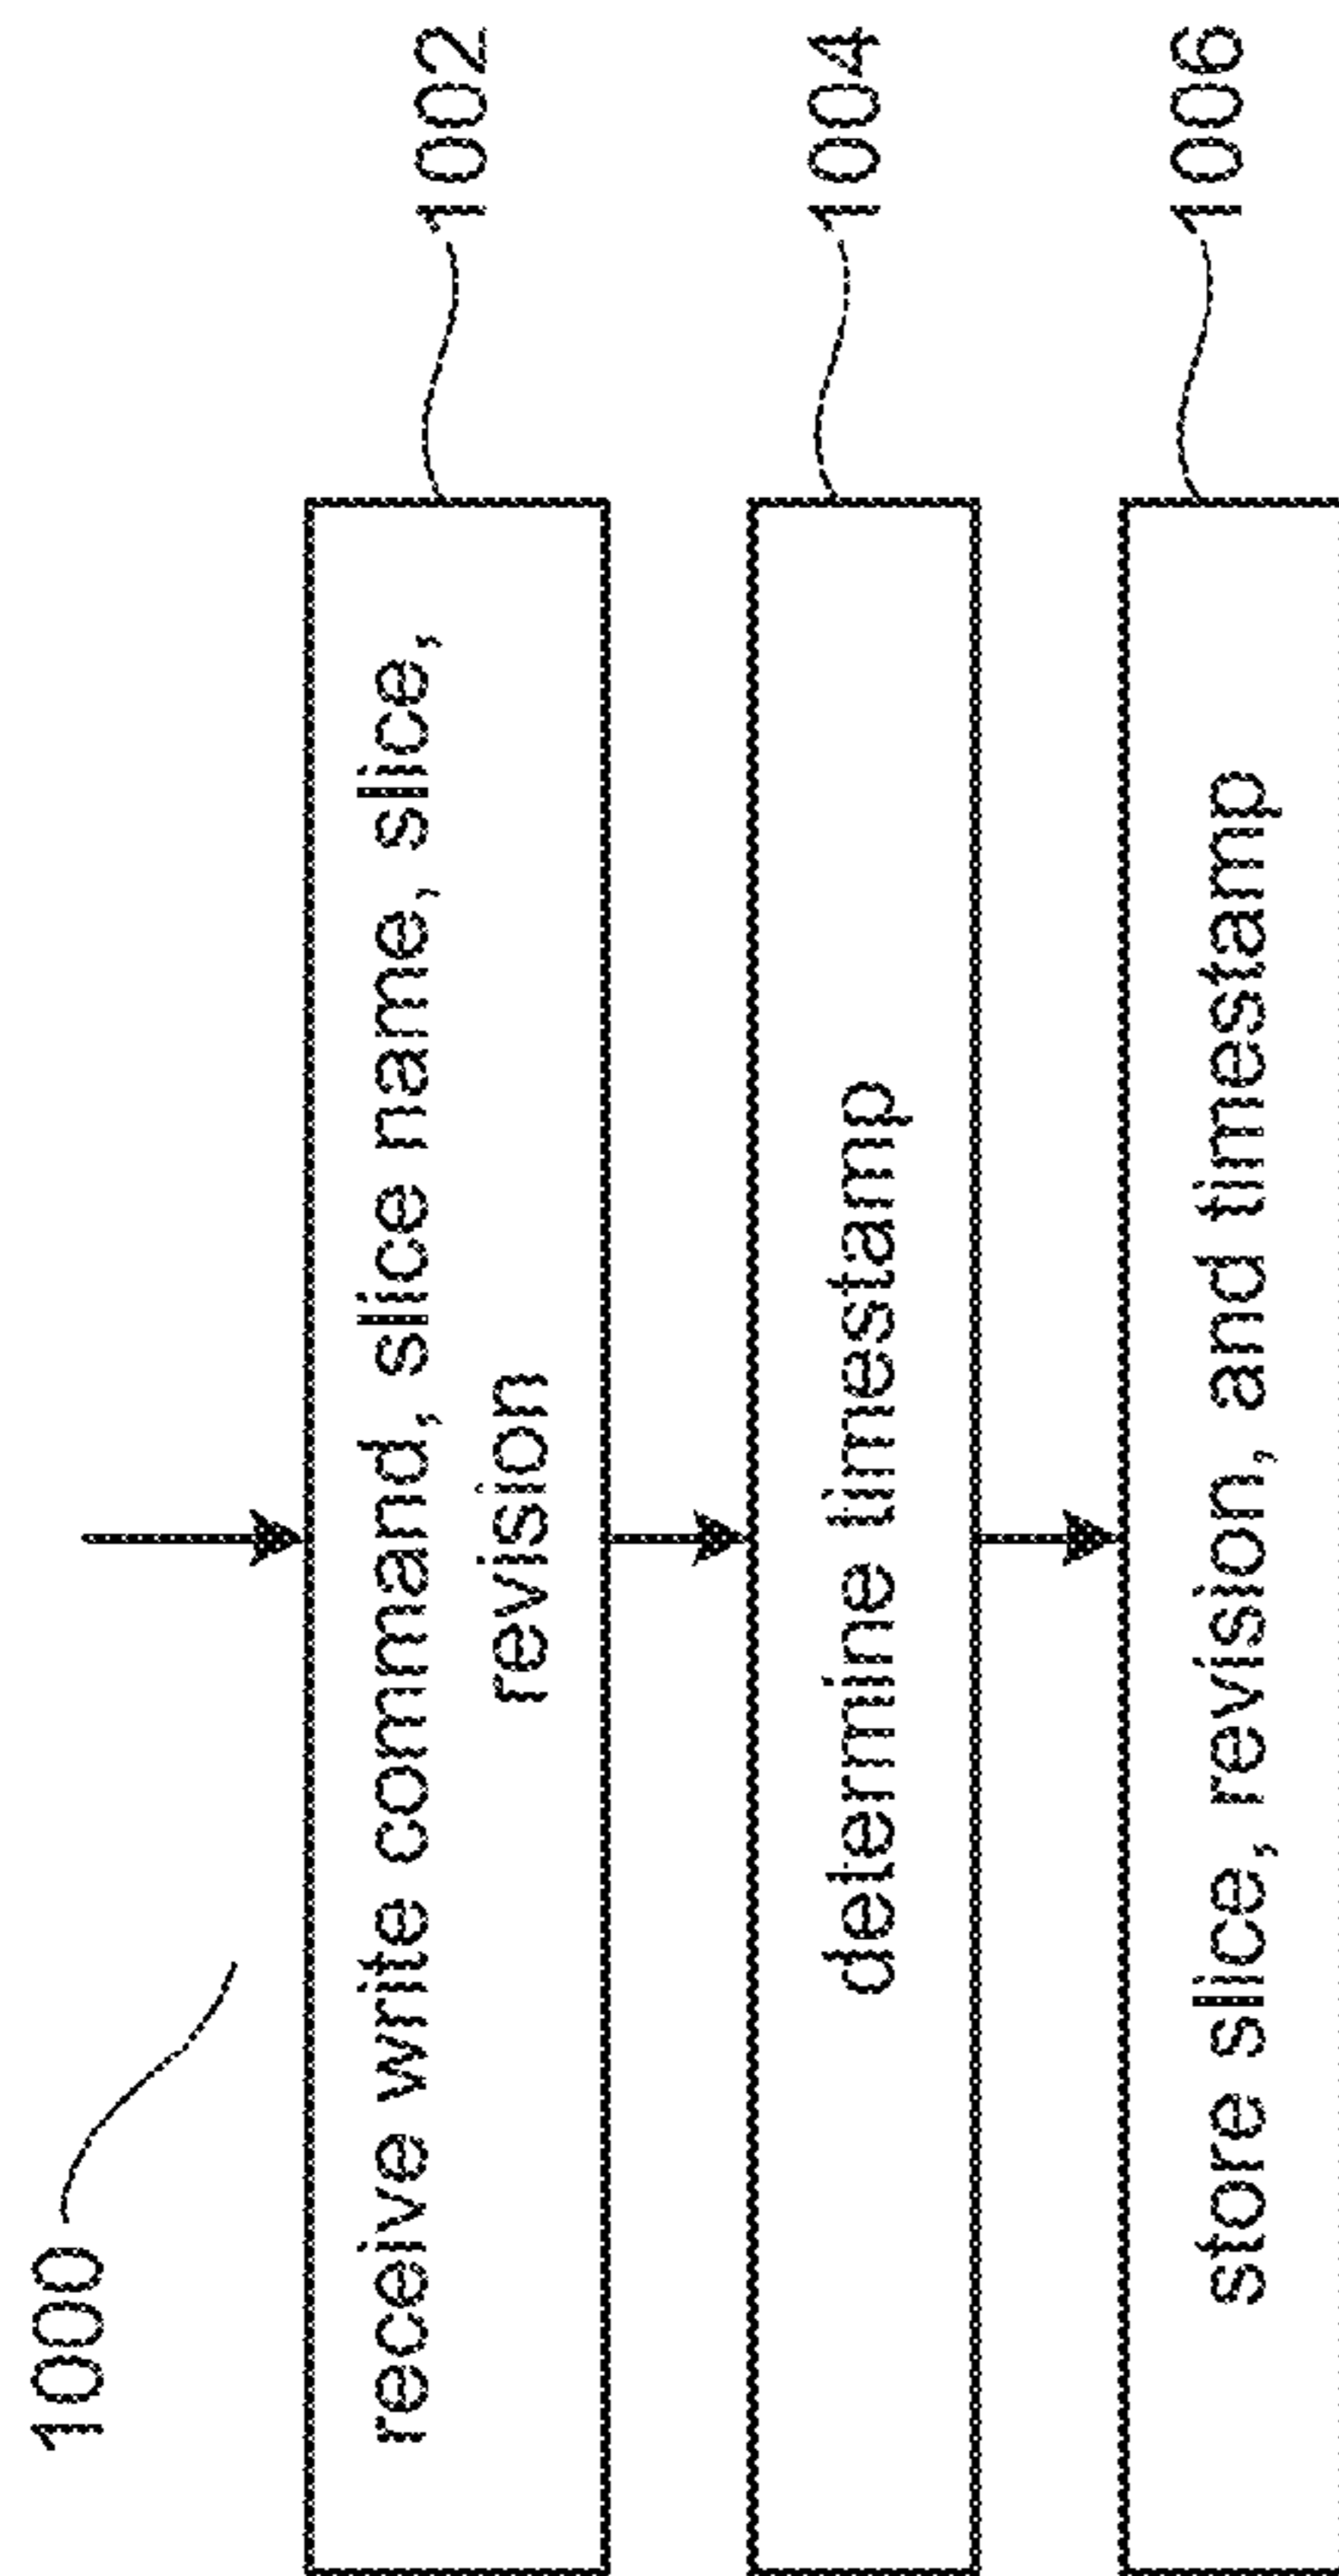 1000
receive write command, slice name, slice,
revision
1002
determine timestamp
1004
store slice, revision, and timestamp
1006